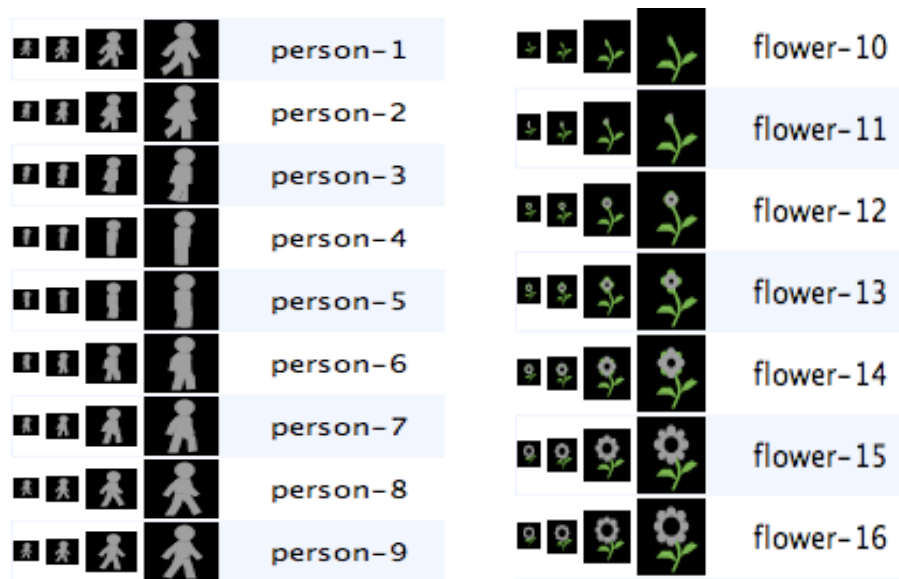 person-1
person-2
person-3
person-4
person-5
person-6
person-7
person-8
person-9
flower-10
flower-11
flower-12
flower-13
flower-14
flower-15
flower-16